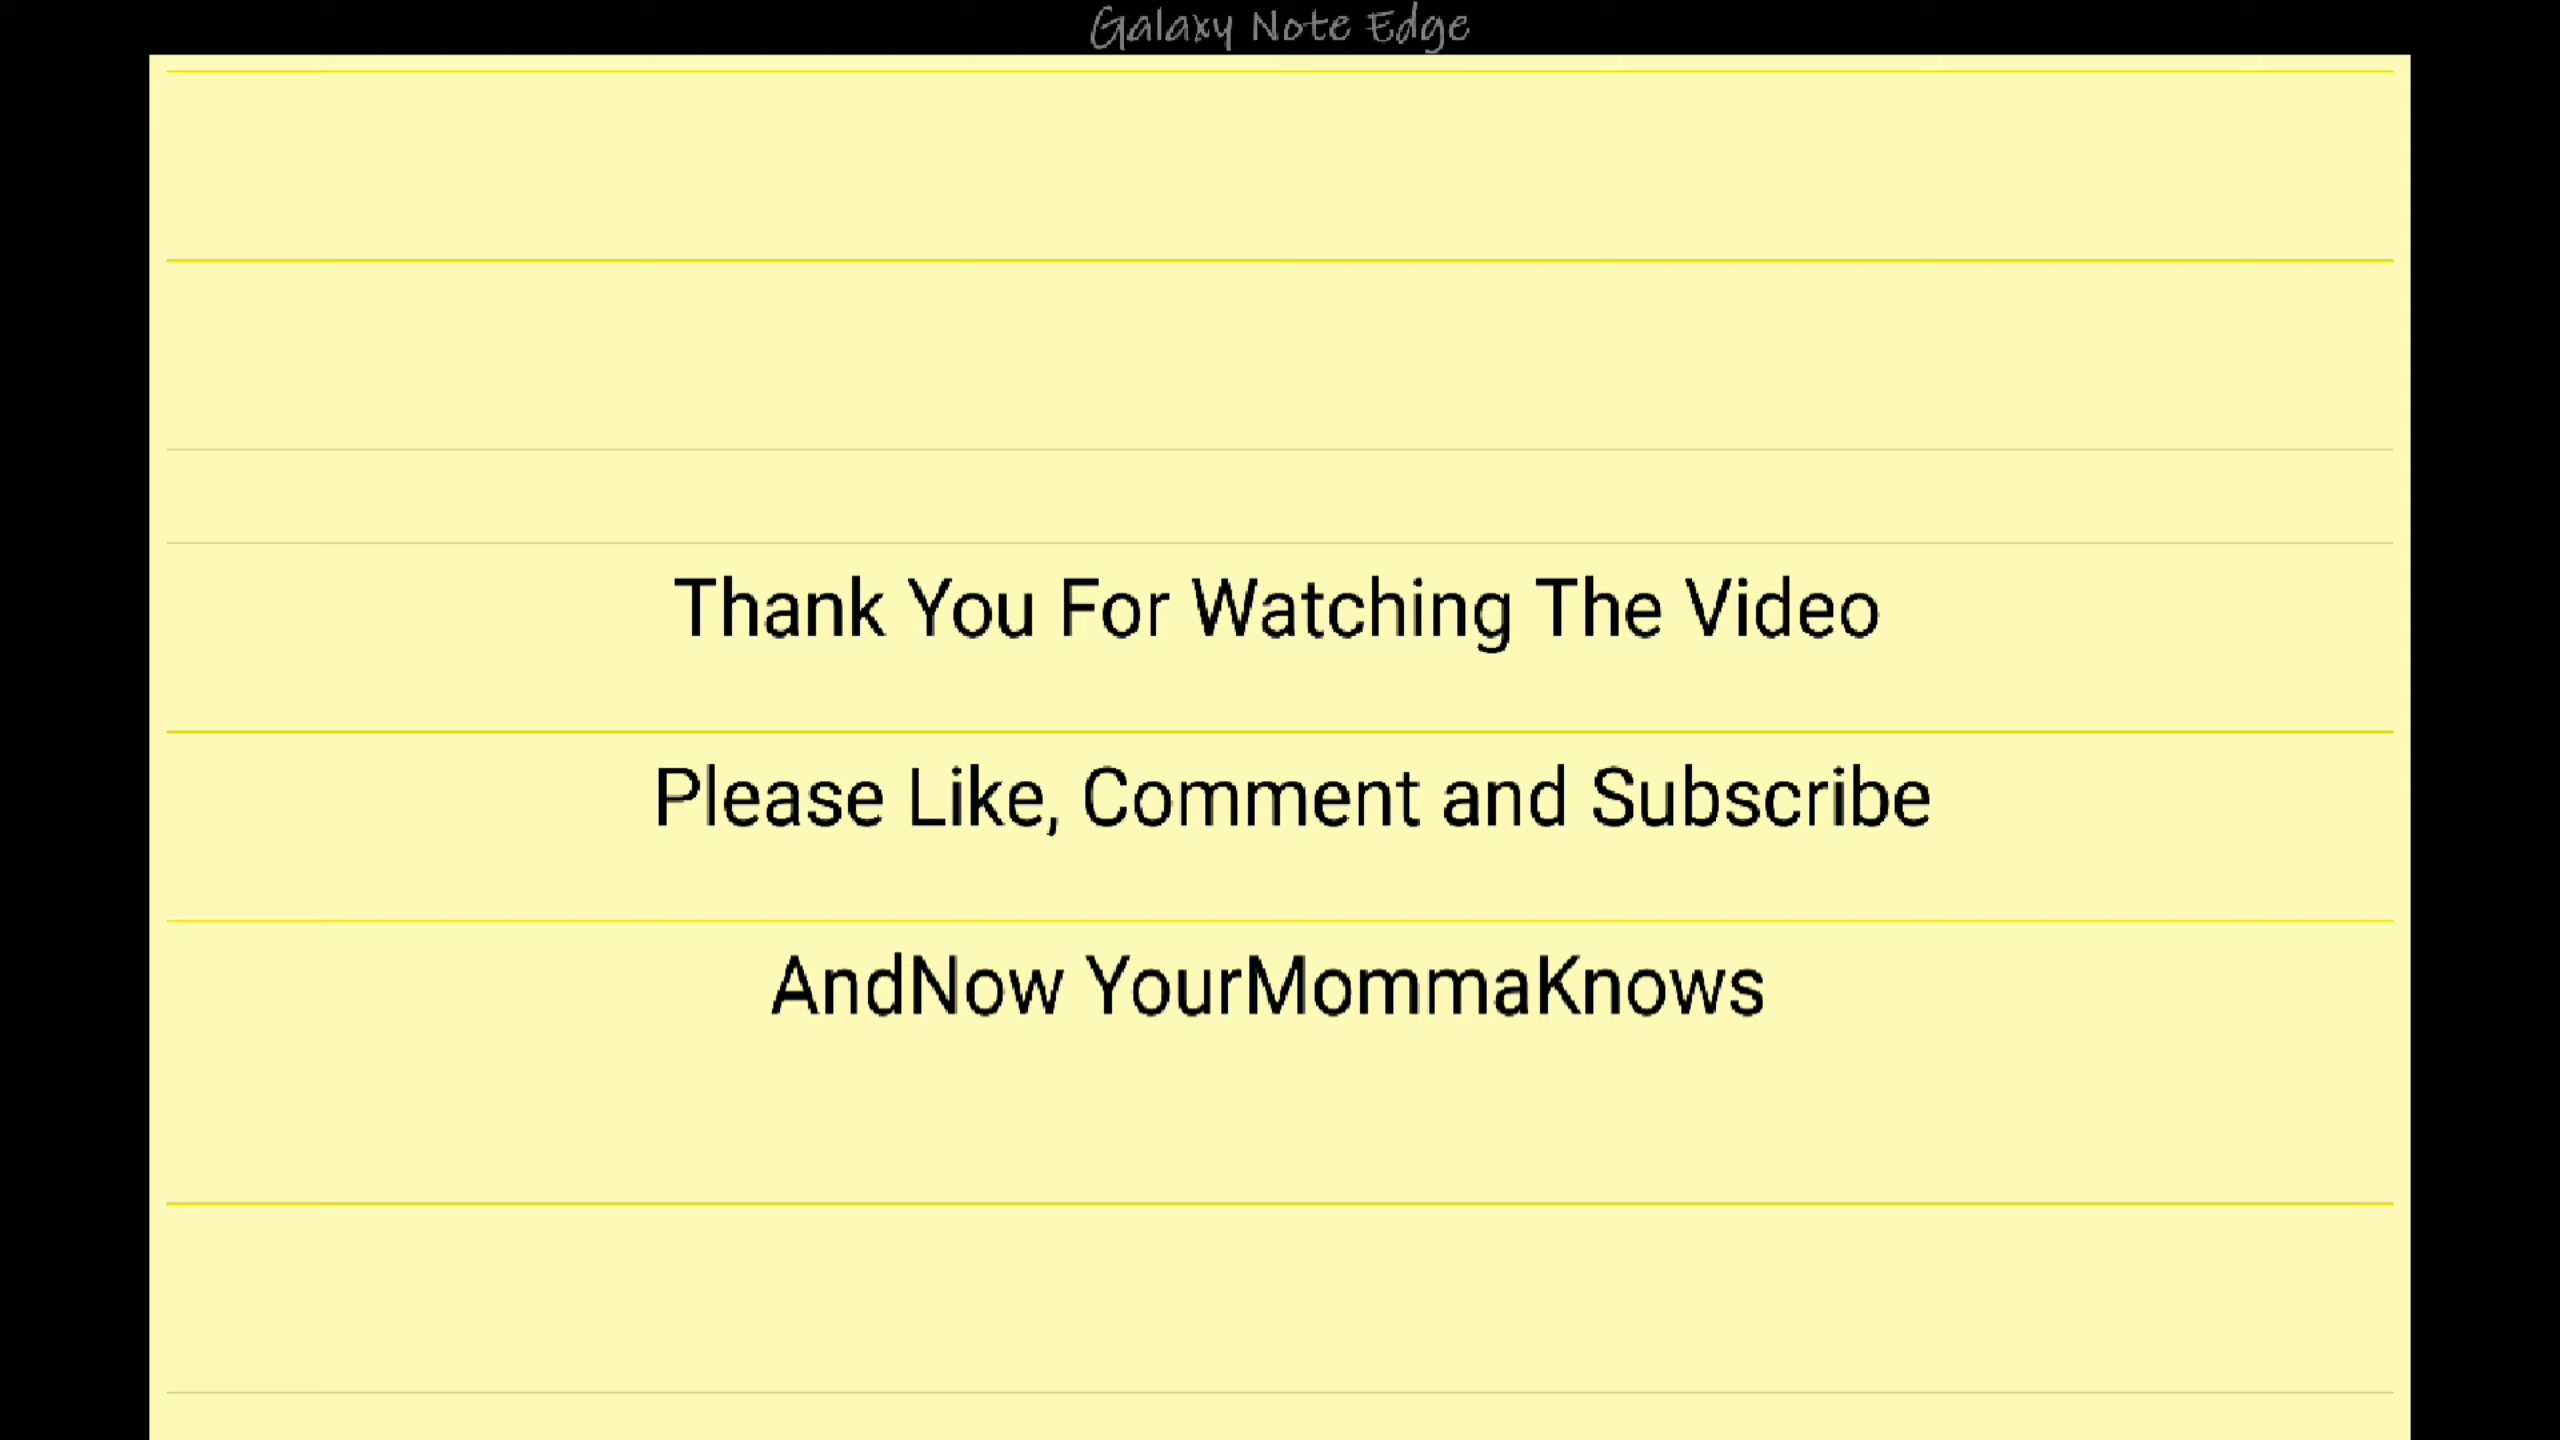 Galaxy Note Edge
Thank You For Watching The Video
Please Like, Comment and Subscribe
AndNow YourMommaKnows